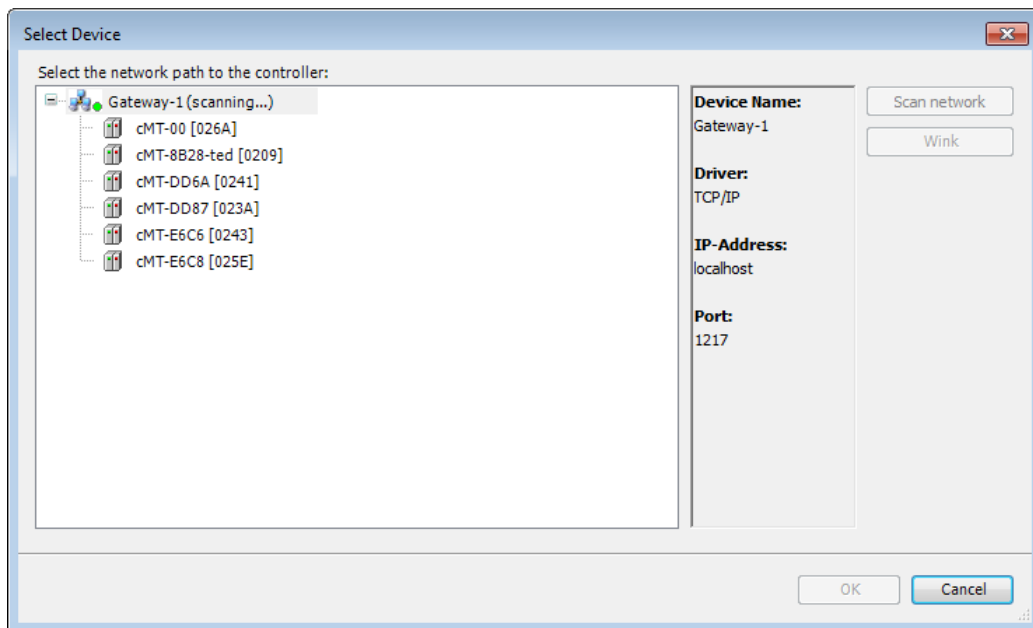 Select Device
Select the network path to the controller:
Gateway-1 (scanning...)
cMT-00 [026A]
cMT-8B28-ted [0209]
cMT-DD6A [0241]
cMT-DD87 [023A]
cMT-E6C6 [0243]
cMT-E6C8 [025E]
Device Name:
Gateway-1
Driver:
TCP/IP
IP-Address:
localhost
Port:
1217
Scan network
Wink
OK
Cancel